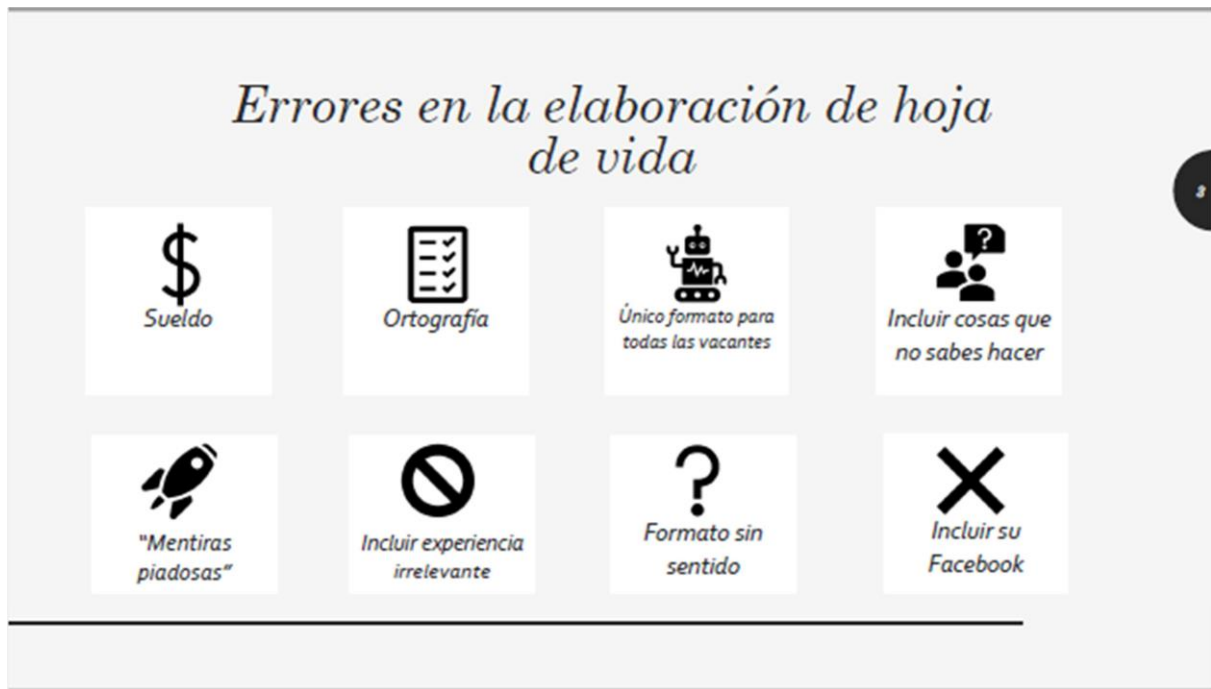 Errores en la elaboración de hoja
de vida
3
$
Sueldo
Ortografía
Único formato para
todas las vacantes
?
Incluir cosas que
no sabes hacer
"Mentiras
piadosas"
Incluir experiencia
irrelevante
?
Formato sin
sentido
Incluir su
Facebook